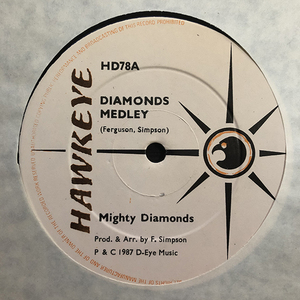 HD78A
DIAMONDS
MEDLEY
(Ferguson, Simpson)
HAWKEYE
Mighty Diamonds
Prod. & Arr. by F. Simpson
P & C 1987 D-Eye Music